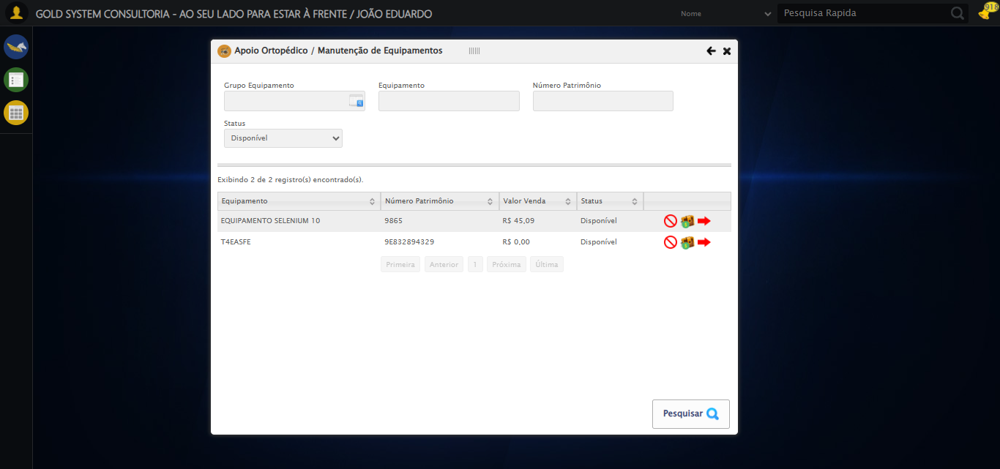 GOLD SYSTEM CONSULTORIA - AO SEU LADO PARA ESTAR À FRENTE / JOÃO EDUARDO
Nome
Pesquisa Rapida
918
Apoio Ortopédico / Manutenção de Equipamentos
Grupo Equipamento
Equipamento
Número Patrimônio
Status
Disponível
Exibindo 2 de 2 registro(s) encontrado(s).
Equipamento Número Patrimônio Valor Venda Status
EQUIPAMENTO SELENIUM 10 9865 R$ 45,09 Disponível
T4EASFE 9E832894329 R$ 0,00 Disponível
Primeira Anterior 1 Próxima Última
Pesquisar